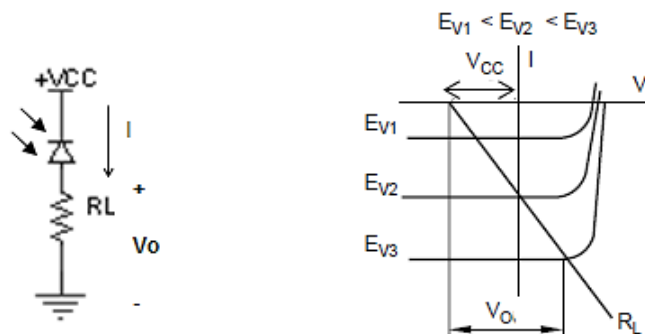 +VCC
I
RL
+
Vo
-
EV1 < EV2 < EV3
VCC
I
V
EV1
EV2
EV3
VO
RL